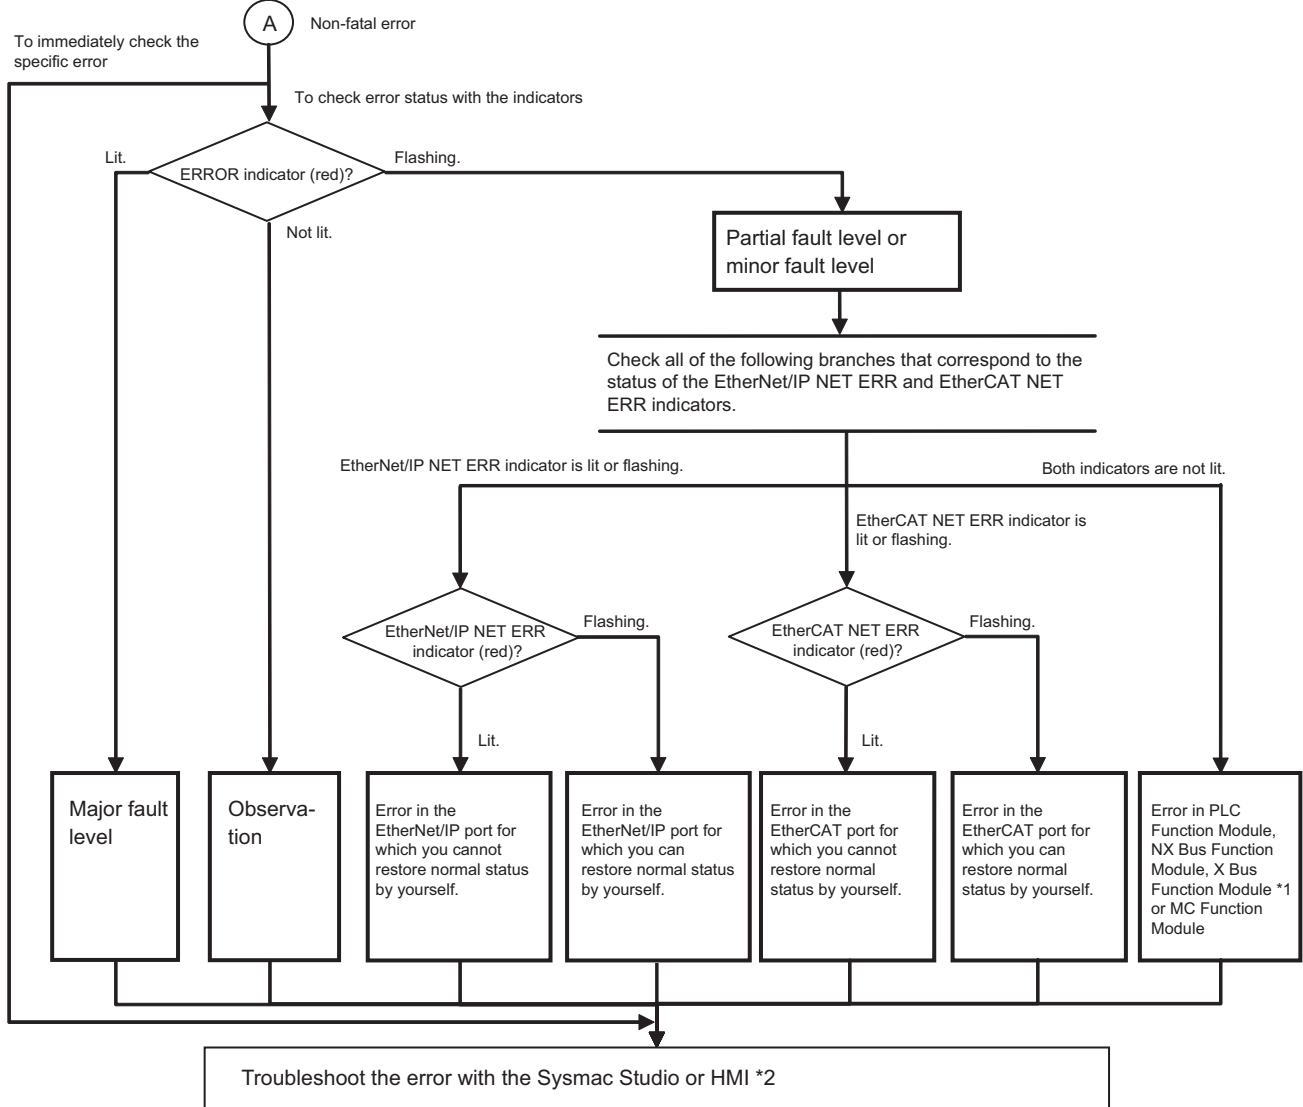 A
Non-fatal error
To immediately check the
specific error
To check error status with the indicators
Lit.
ERROR indicator (red)?
Flashing.
Not lit.
Partial fault level or
minor fault level
Check all of the following branches that correspond to the
status of the EtherNet/IP NET ERR and EtherCAT NET
ERR indicators.
EtherNet/IP NET ERR indicator is lit or flashing.
Both indicators are not lit.
EtherCAT NET ERR indicator is
lit or flashing.
EtherNet/IP NET ERR
indicator (red)?
Flashing.
Lit.
EtherCAT NET ERR
indicator (red)?
Flashing.
Lit.
Major fault
level
Observa-
tion
Error in the
EtherNet/IP port for
which you cannot
restore normal status
by yourself.
Error in the
EtherNet/IP port for
which you can
restore normal status
by yourself.
Error in the
EtherCAT port for
which you cannot
restore normal
status by yourself.
Error in the
EtherCAT port for
which you can
restore normal
status by yourself.
Error in PLC
Function Module,
NX Bus Function
Module, X Bus
Function Module *1
or MC Function
Module
Troubleshoot the error with the Sysmac Studio or HMI *2